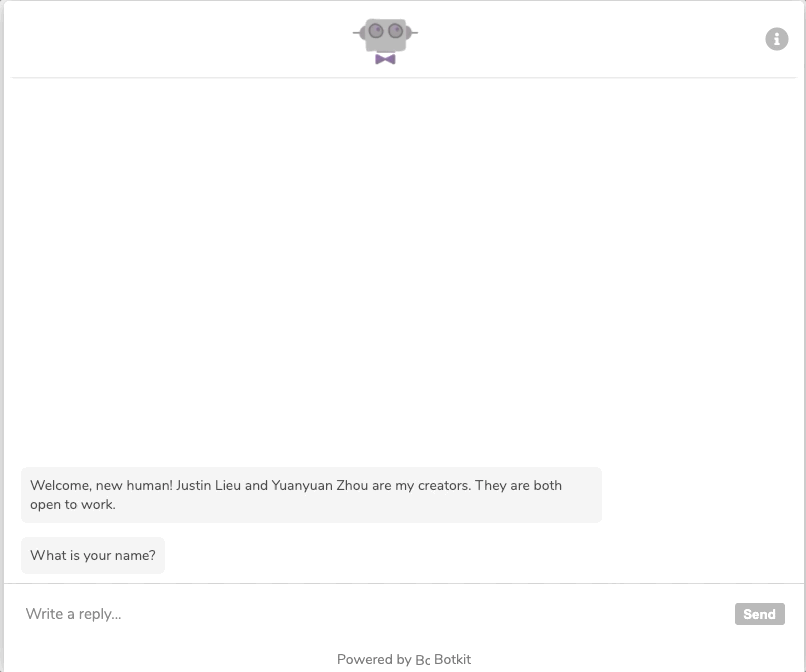 Welcome, new human! Justin Lieu and Yuanyuan Zhou are my creators. They are both
open to work.
What is your name?
Write a reply...
Send
Powered by Bc Botkit